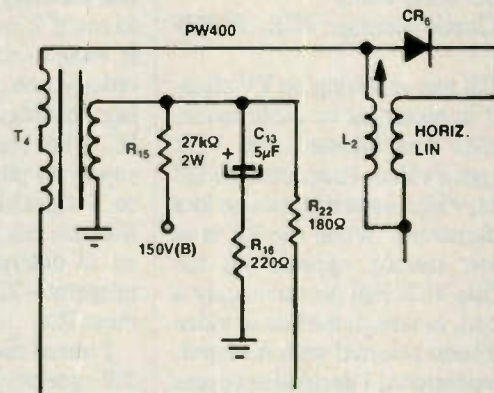 PW400
CR6
T4
L2
HORIZ.
LIN
R15
27kΩ
2W
C13
5μF
+
R22
180Ω
150V(B)
R16
220Ω